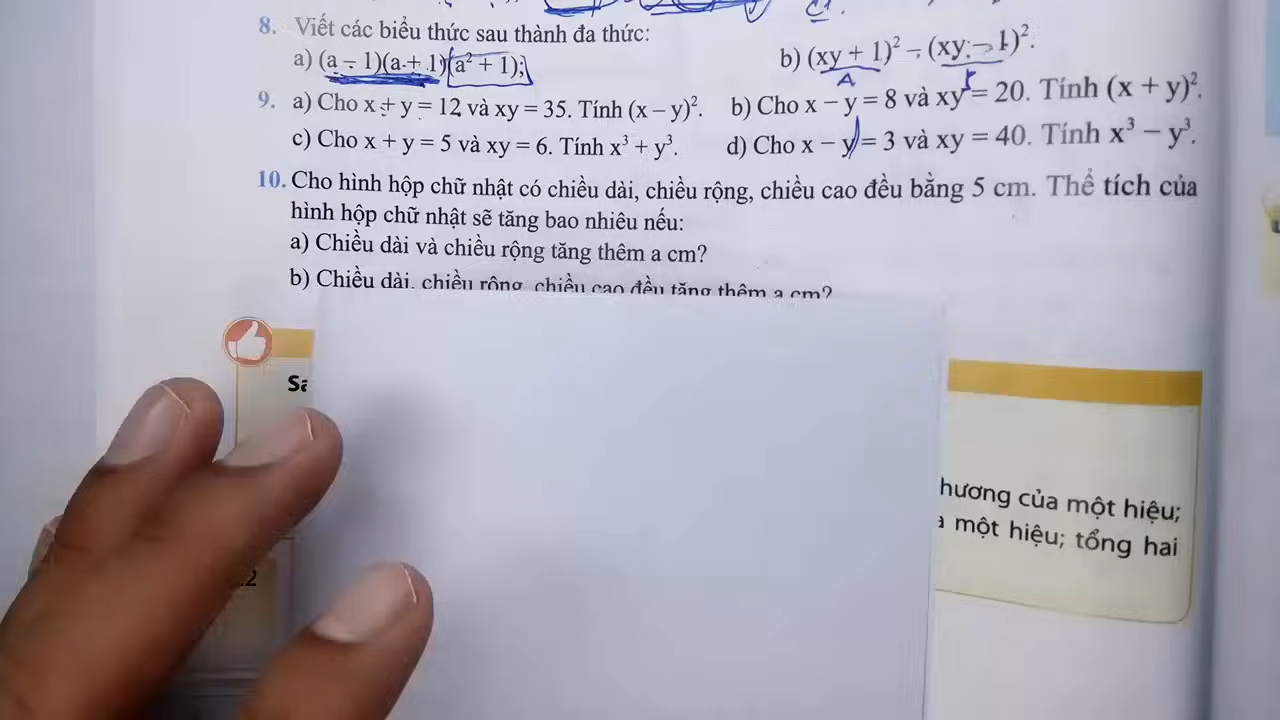 8. Viết các biểu thức sau thành đa thức:
a) (a – 1)(a + 1)(a² + 1);
b) (xy + 1)² – (xy – 1)².
A
9. a) Cho x + y = 12 và xy = 35. Tính (x – y)². b) Cho x – y = 8 và xy = 20. Tính (x + y)².
c) Cho x + y = 5 và xy = 6. Tính x³ + y³. d) Cho x – y = 3 và xy = 40. Tính x³ – y³.
10. Cho hình hộp chữ nhật có chiều dài, chiều rộng, chiều cao đều bằng 5 cm. Thể tích của
hình hộp chữ nhật sẽ tăng bao nhiêu nếu:
a) Chiều dài và chiều rộng tăng thêm a cm?
b) Chiều dài, chiều rộng, chiều cao đều tăng thêm a cm?
hương của một hiệu;
một hiệu; tổng hai